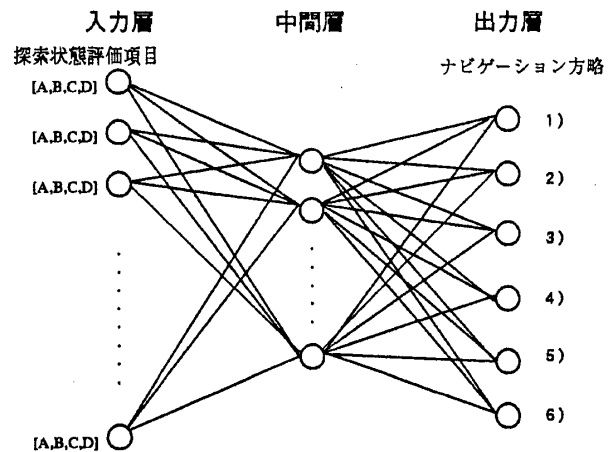 入力層 中間層 出力層
探索状態評価項目
ナビゲーション方略
[A,B,C,D]
[A,B,C,D]
[A,B,C,D]
[A,B,C,D]
1)
2)
3)
4)
5)
6)